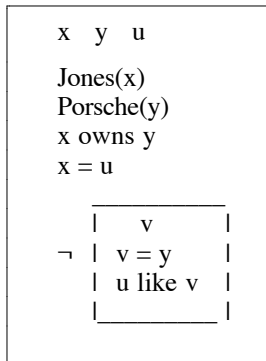 x y u
Jones(x)
Porsche(y)
x owns y
x = u
v
¬ v = y
u like v